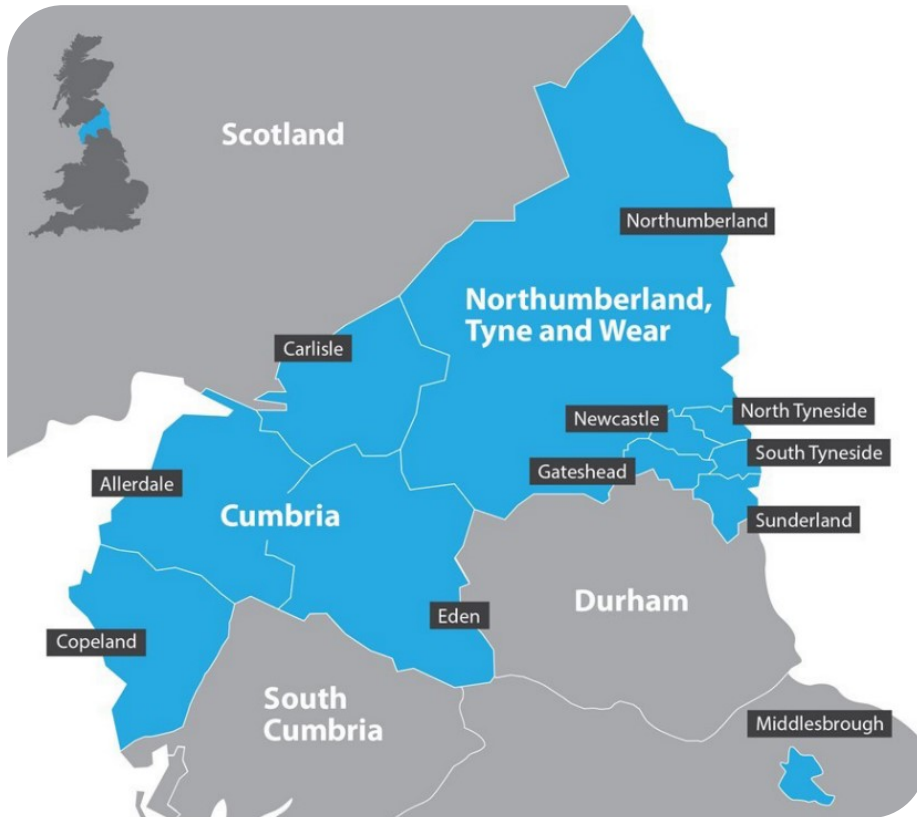 Scotland
Northumberland
Northumberland,
Tyne and Wear
Carlisle
Newcastle
North Tyneside
South Tyneside
Gateshead
Allerdale
Cumbria
Sunderland
Durham
Eden
Copeland
South
Cumbria
Middlesbrough